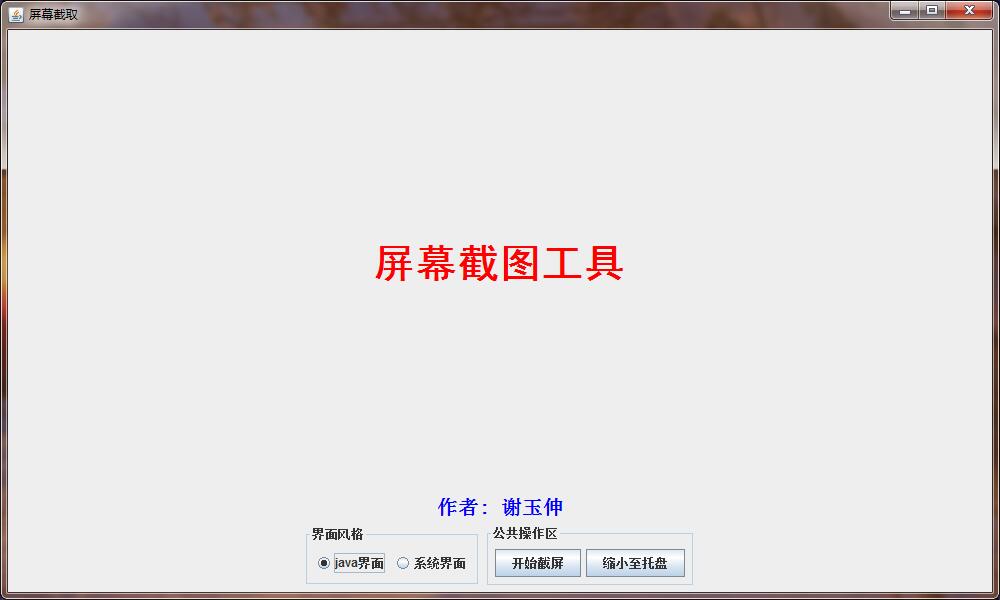 屏幕截取
屏幕截图工具
作者：谢玉伸
界面风格
公共操作区
java界面 系统界面
开始截屏 缩小至托盘